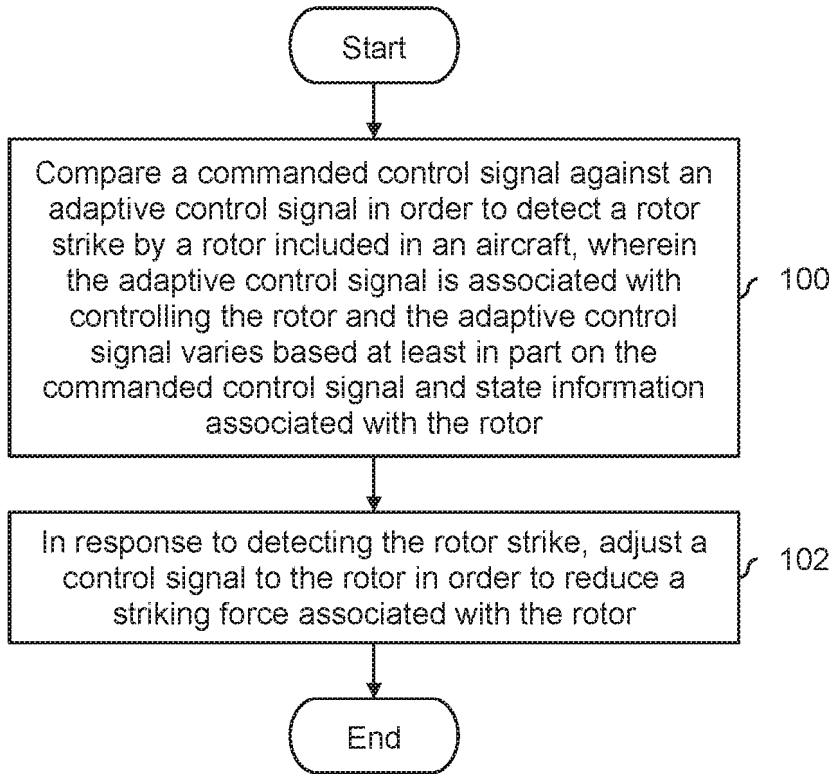 Start
Compare a commanded control signal against an
adaptive control signal in order to detect a rotor
strike by a rotor included in an aircraft, wherein
the adaptive control signal is associated with
controlling the rotor and the adaptive control
signal varies based at least in part on the
commanded control signal and state information
associated with the rotor
100
In response to detecting the rotor strike, adjust a
control signal to the rotor in order to reduce a
striking force associated with the rotor
102
End